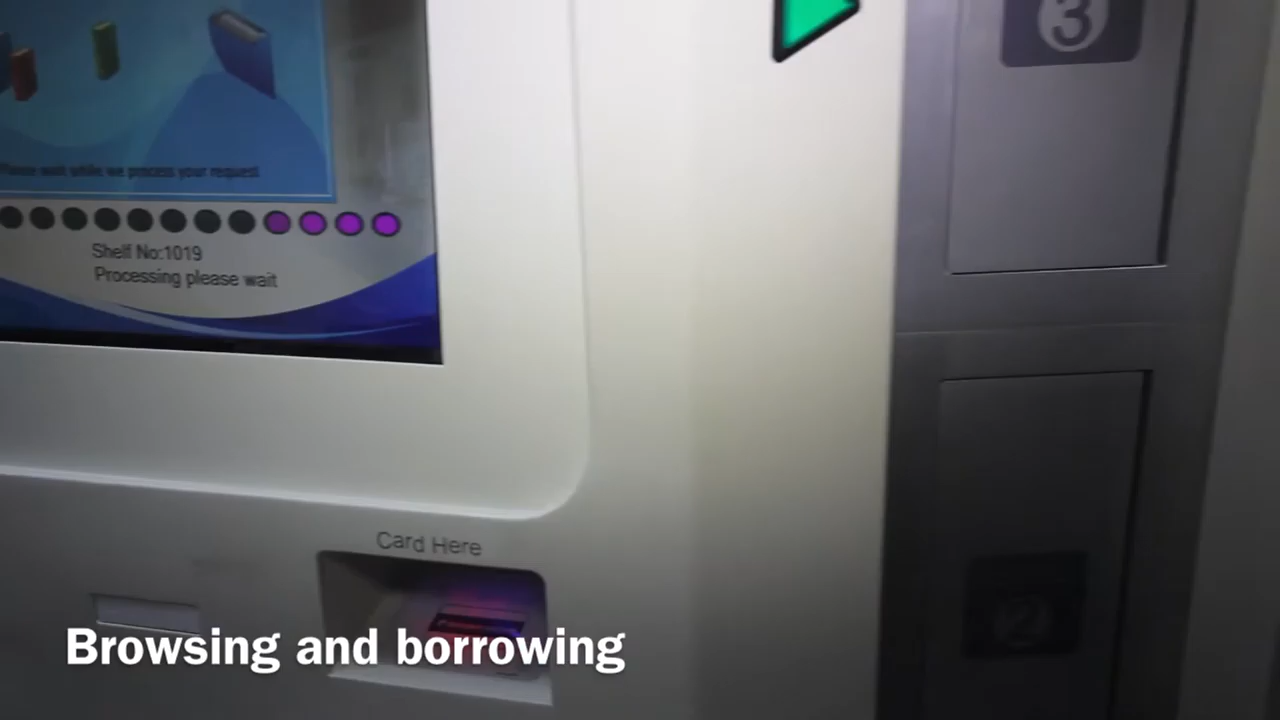 3
Please wait while we process your request
Shelf No:1019
Processing please wait
Card Here
2
Browsing and borrowing